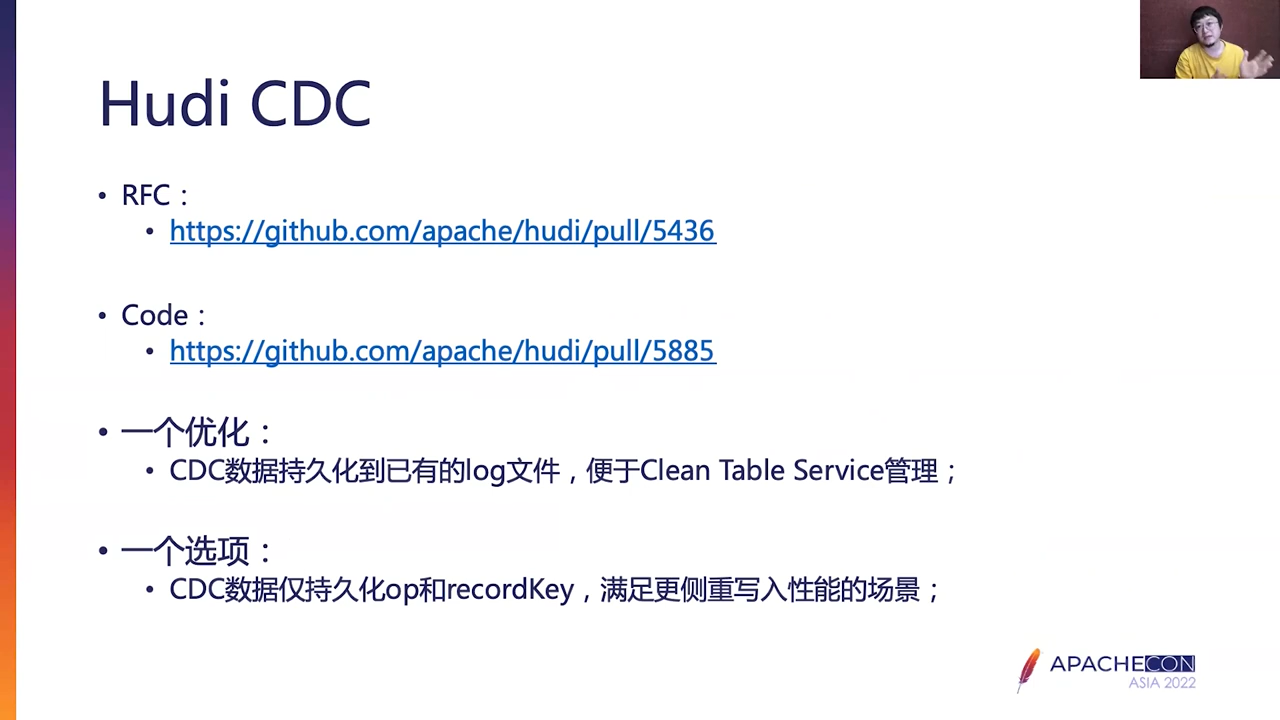 Hudi CDC
• RFC：
• https://github.com/apache/hudi/pull/5436
• Code：
• https://github.com/apache/hudi/pull/5885
• 一个优化：
• CDC数据持久化到已有的log文件，便于Clean Table Service管理；
• 一个选项：
• CDC数据仅持久化op和recordKey，满足更侧重写入性能的场景；
APACHECON
ASIA 2022